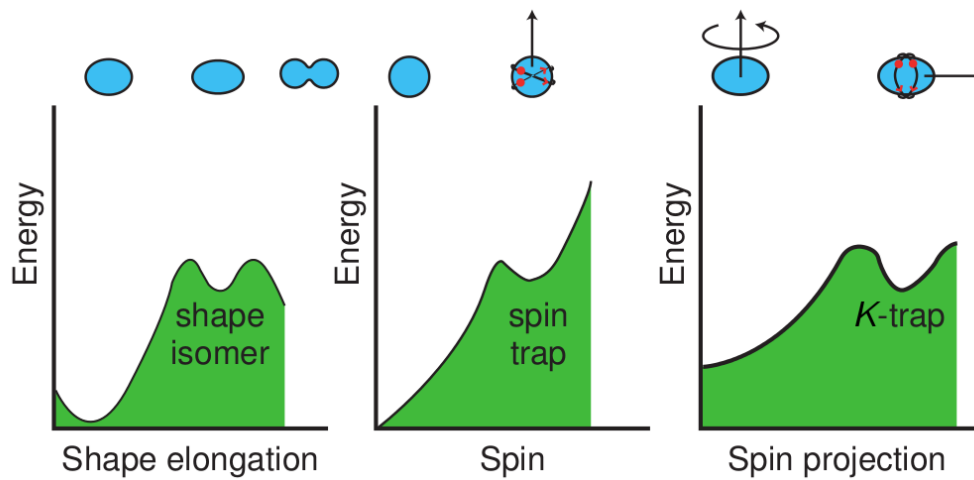 Energy
shape
isomer
Shape elongation
Energy
spin
trap
Spin
Energy
K-trap
Spin projection